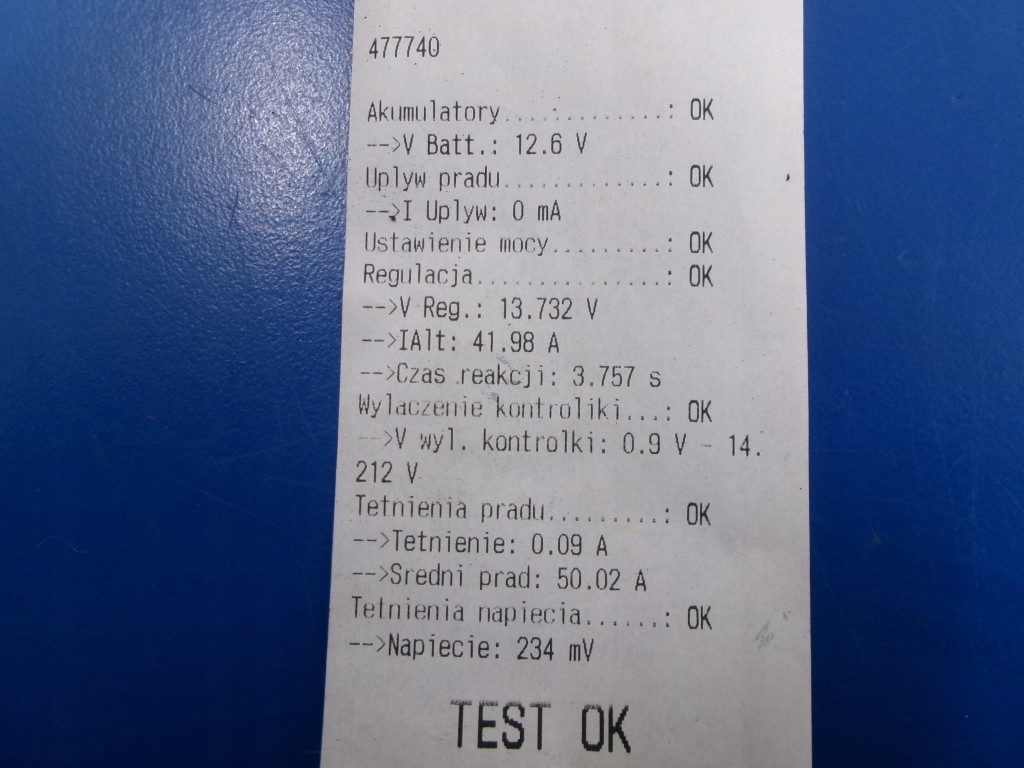 477740
Akumulatory..............: OK
-->V Batt.: 12.6 V
Uplyw pradu..............: OK
-->I Uplyw: 0 mA
Ustawienie mocy..........: OK
Regulacja................: OK
-->V Reg.: 13.732 V
-->IAlt: 41.98 A
-->Czas reakcji: 3.757 s
Wylaczenie kontroliki...: OK
-->V wyl. kontrolki: 0.9 V - 14.
212 V
Tetnienia pradu..........: OK
-->Tetnienie: 0.09 A
-->Sredni prad: 50.02 A
Tetnienia napiecia.......: OK
-->Napiecie: 234 mV
TEST OK